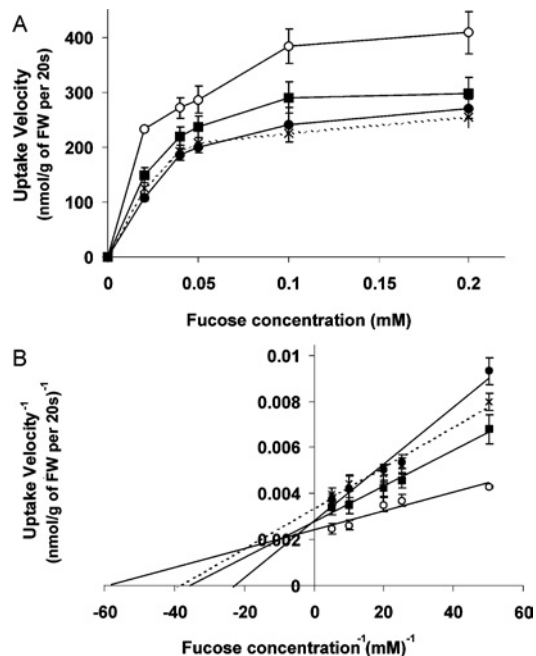 A
Uptake Velocity
(nmol/g of FW per 20s)
400
300
200
100
0
0
0.05
0.1
0.15
0.2
Fucose concentration (mM)
B
Uptake Velocity⁻¹
(nmol/g of FW per 20s)⁻¹
0.01
0.008
0.006
0.004
0.002
0
-60
-40
-20
0
20
40
60
Fucose concentration⁻¹(mM)⁻¹